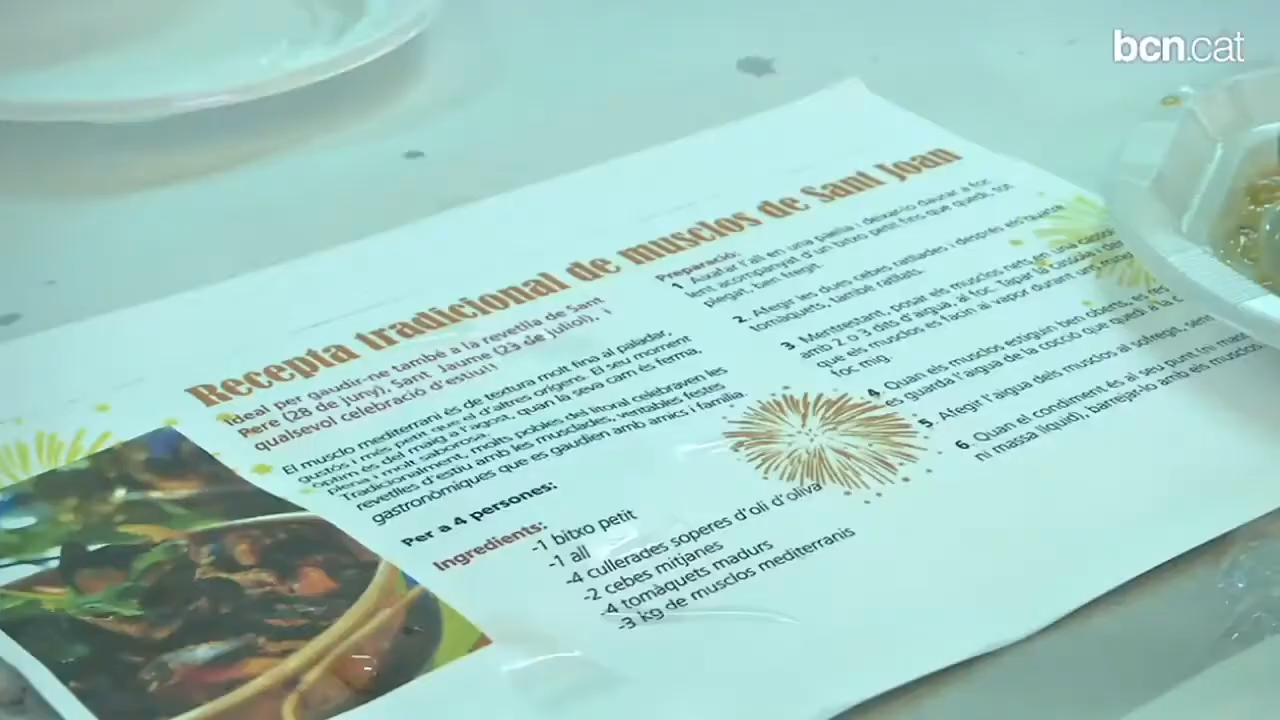 bcn.cat
Recepta tradicional de musclos de Sant Joan
Ideal per gaudir-ne també a la revetlla de Sant
Pere (28 de juny), Sant Jaume (23 de juliol), i
qualsevol celebració d'estiu!!
El musclo mediterrani és de textura molt fina al paladar,
gustós i més petit que el d'altres orígens. El seu moment
òptim és del maig a l'agost, quan la seva carn és ferma,
plena i molt saborosa.
Tradicionalment, molts pobles del litoral celebraven les
revetlles d'estiu amb les musclades, veritables festes
gastronòmiques que es gaudien amb amics i família
Per a 4 persones:
Ingredients:
-1 bitxo petit
-1 all
-4 cullerades soperes d'oli d'oliva
-2 cebes mitjanes
-4 tomàquets madurs
-3 kg de musclos mediterranis
Preparació:
1 Aixafar l'all en una paella i deixar-lo daurar a foc
lent acompanyat d'un bitxo petit fins que quedi, tot
plegat, ben fregit.
2. Afegir les dues cebes ratllades i després els quatre
tomàquets, també ratllats.
3. Mentrestant, posar els musclos nets en una
amb 2 o 3 dits d'aigua, al foc. Tapar la cassola i
que els musclos es facin al vapor durant uns
foc mig.
4. Quan els musclos estiguin ben oberts,
es guarda l'aigua de la cocció que quedi a la
5. Afegir l'aigua dels musclos al sofregit,
6 Quan el condiment és al seu punt (ni massa
ni massa líquid), barrejar-lo amb els musclos